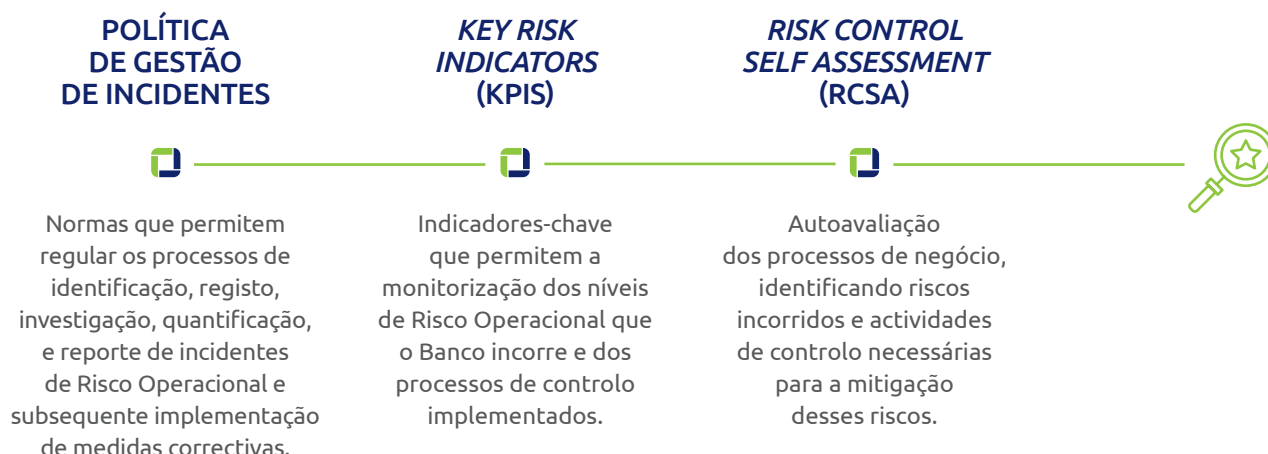 POLÍTICA
DE GESTÃO
DE INCIDENTES
Normas que permitem
regular os processos de
identificação, registo,
investigação, quantificação,
e reporte de incidentes
de Risco Operacional e
subsequente implementação
de medidas correctivas.
KEY RISK
INDICATORS
(KPIS)
Indicadores-chave
que permitem a
monitorização dos níveis
de Risco Operacional que
o Banco incorre e dos
processos de controlo
implementados.
RISK CONTROL
SELF ASSESSMENT
(RCSA)
Autoavaliação
dos processos de negócio,
identificando riscos
incorridos e actividades
de controlo necessárias
para a mitigação
desses riscos.